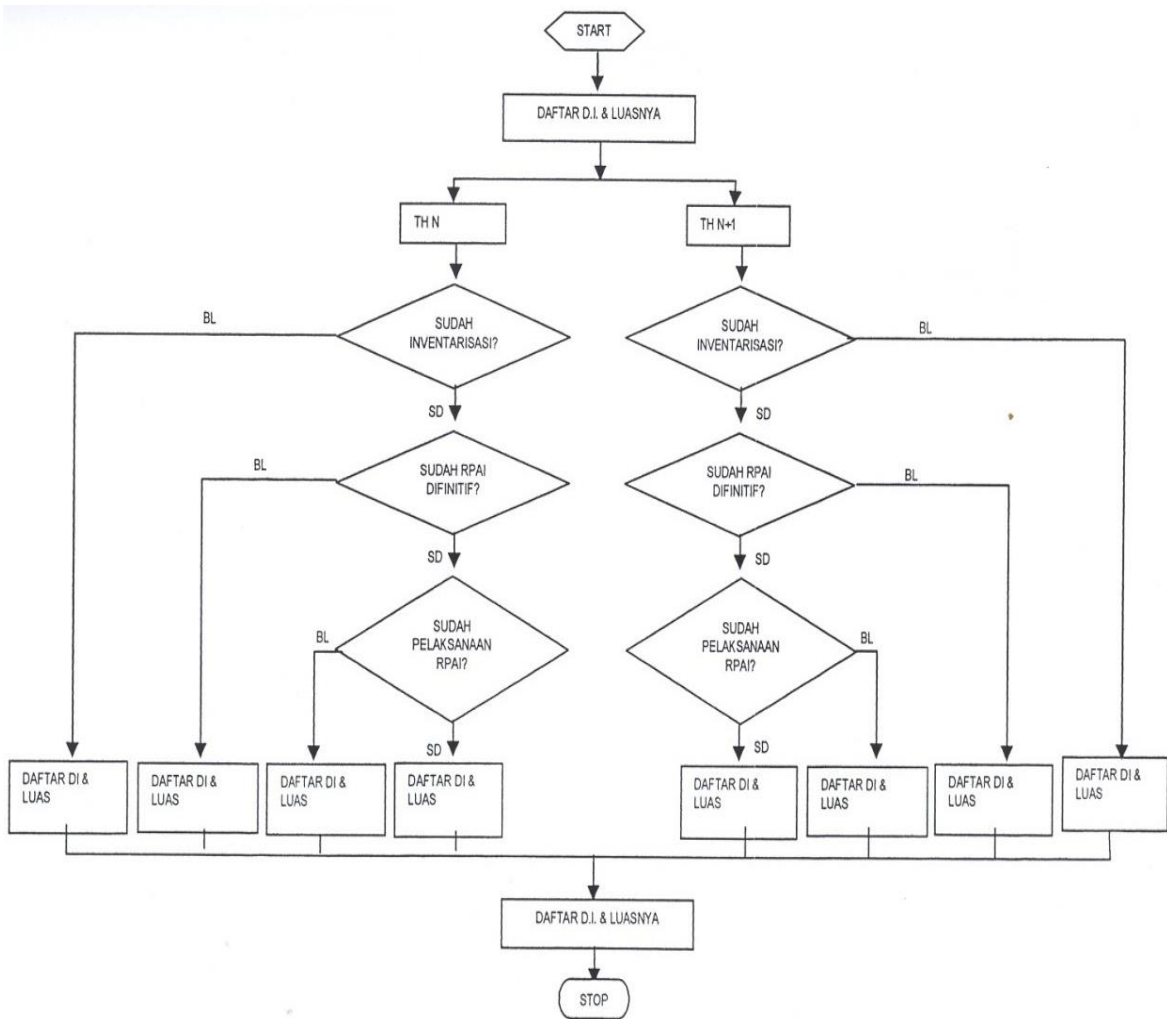 START
DAFTAR D.I. & LUASNYA
TH N
TH N+1
BL
SUDAH
INVENTARISASI?
SUDAH
INVENTARISASI?
BL
SD
SD
BL
SUDAH RPAI
DIFINITIF?
SUDAH RPAI
DIFINITIF?
BL
SD
SD
BL
SUDAH
PELAKSANAAN
RPAI?
SUDAH
PELAKSANAAN
RPAI?
BL
SD
SD
DAFTAR DI &
LUAS
DAFTAR DI &
LUAS
DAFTAR DI &
LUAS
DAFTAR DI &
LUAS
DAFTAR DI &
LUAS
DAFTAR DI &
LUAS
DAFTAR DI &
LUAS
DAFTAR DI &
LUAS
DAFTAR D.I. & LUASNYA
STOP